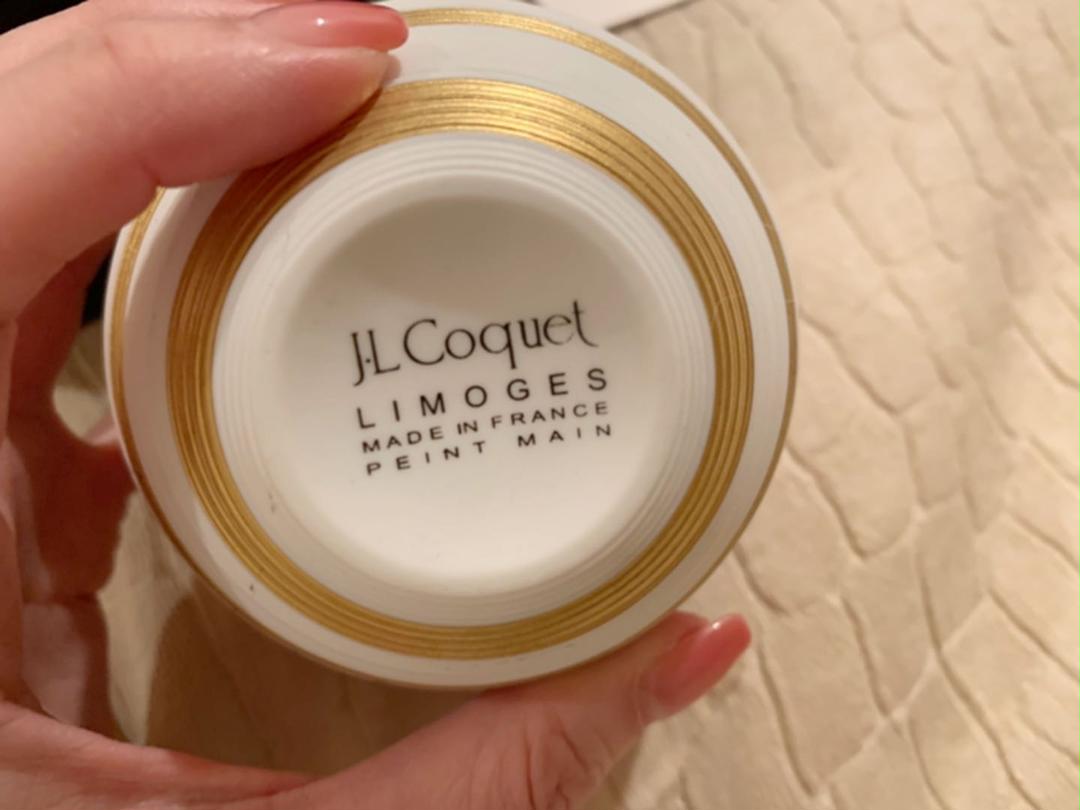 J.L Coquet
LIMOGES
MADE IN FRANCE
PEINT MAIN